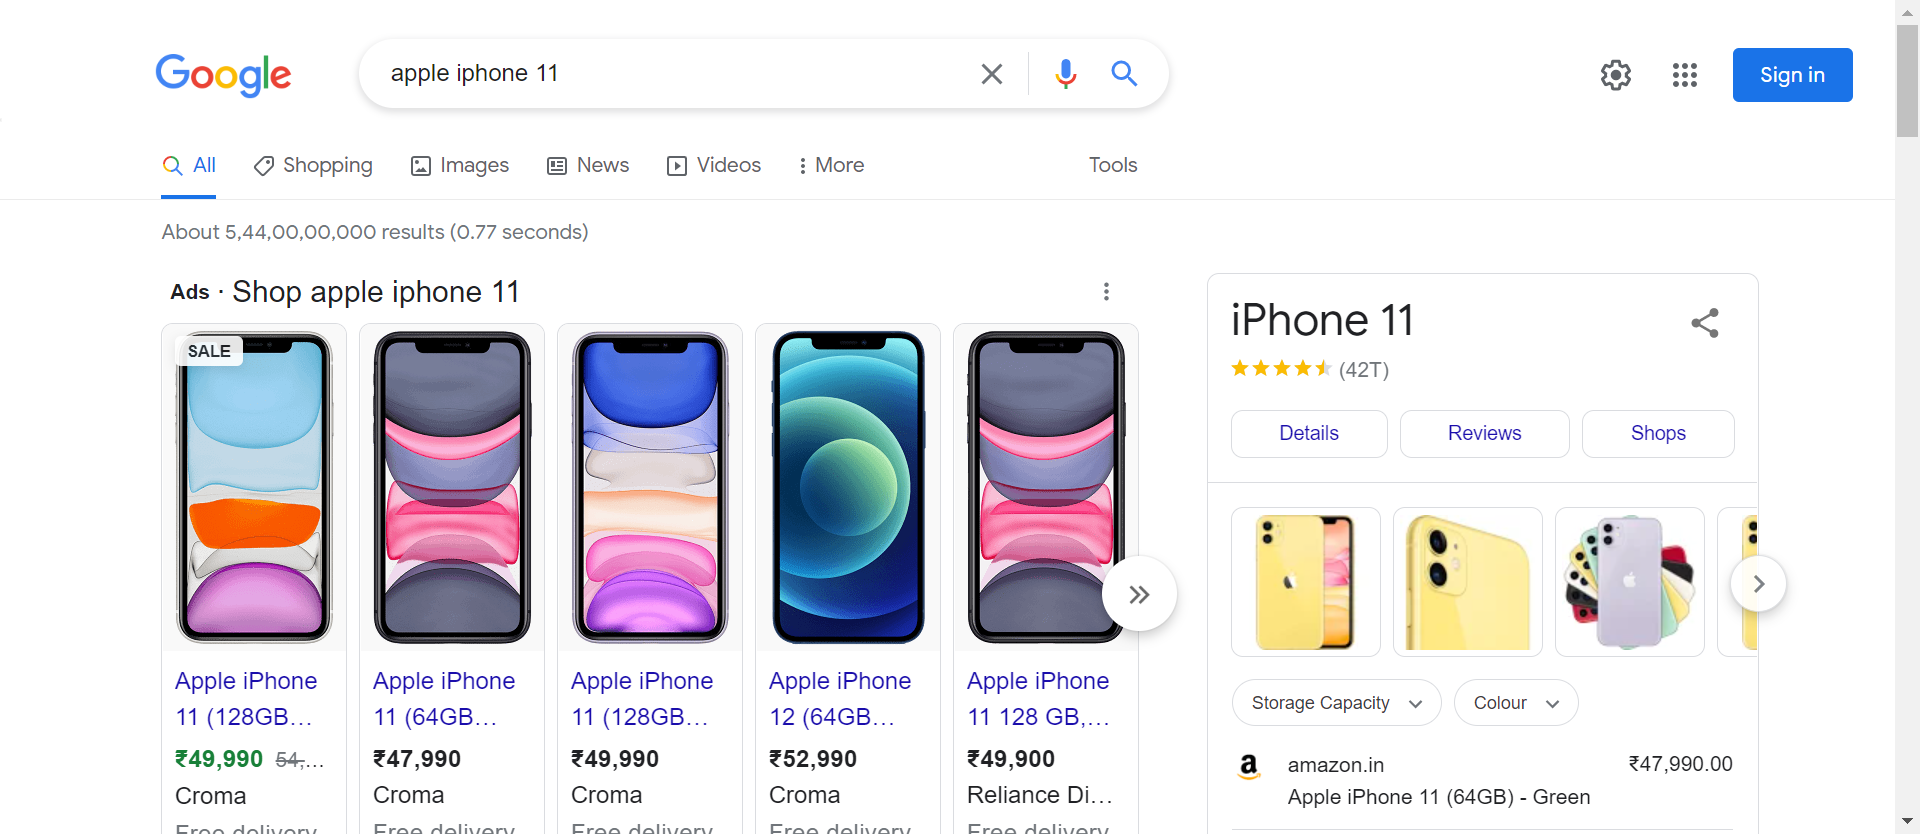 Google
apple iphone 11
Sign in
All
Shopping
Images
News
Videos
More
Tools
About 5,44,00,00,000 results (0.77 seconds)
Ads · Shop apple iphone 11
SALE
Apple iPhone
11 (128GB...
₹49,990 54,...
Croma
Free delivery
Apple iPhone
11 (64GB...
₹47,990
Croma
Free delivery
Apple iPhone
11 (128GB...
₹49,990
Croma
Free delivery
Apple iPhone
12 (64GB...
₹52,990
Croma
Free delivery
Apple iPhone
11 128 GB,...
₹49,900
Reliance Di...
Free delivery
iPhone 11
(42T)
Details
Reviews
Shops
Storage Capacity
Colour
a
amazon.in
₹47,990.00
Apple iPhone 11 (64GB) - Green